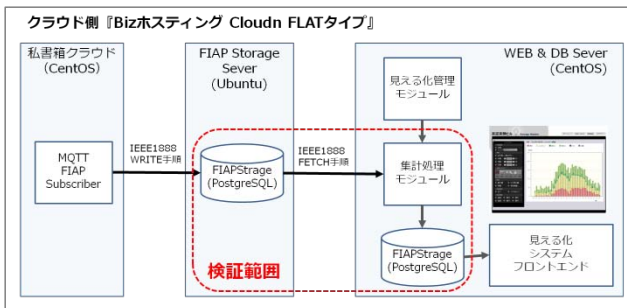 クラウド側『Bizホスティング Cloudn FLATタイプ』
私書箱クラウド
(CentOS)
FIAP Storage
Sever
(Ubuntu)
WEB & DB Sever
(CentOS)
見える化管理
モジュール
IEEE1888
WRITE手順
IEEE1888
FETCH手順
MQTT
FIAP
Subscriber
FIAPStrage
(PostgreSQL)
集計処理
モジュール
検証範囲
FIAPStrage
(PostgreSQL)
見える化
システム
フロントエンド